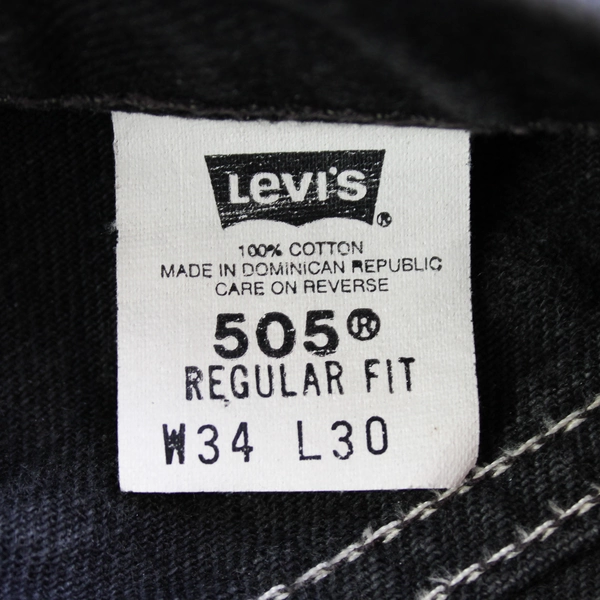 Levi's®
100% COTTON
MADE IN DOMINICAN REPUBLIC
CARE ON REVERSE
505®
REGULAR FIT
W34 L30